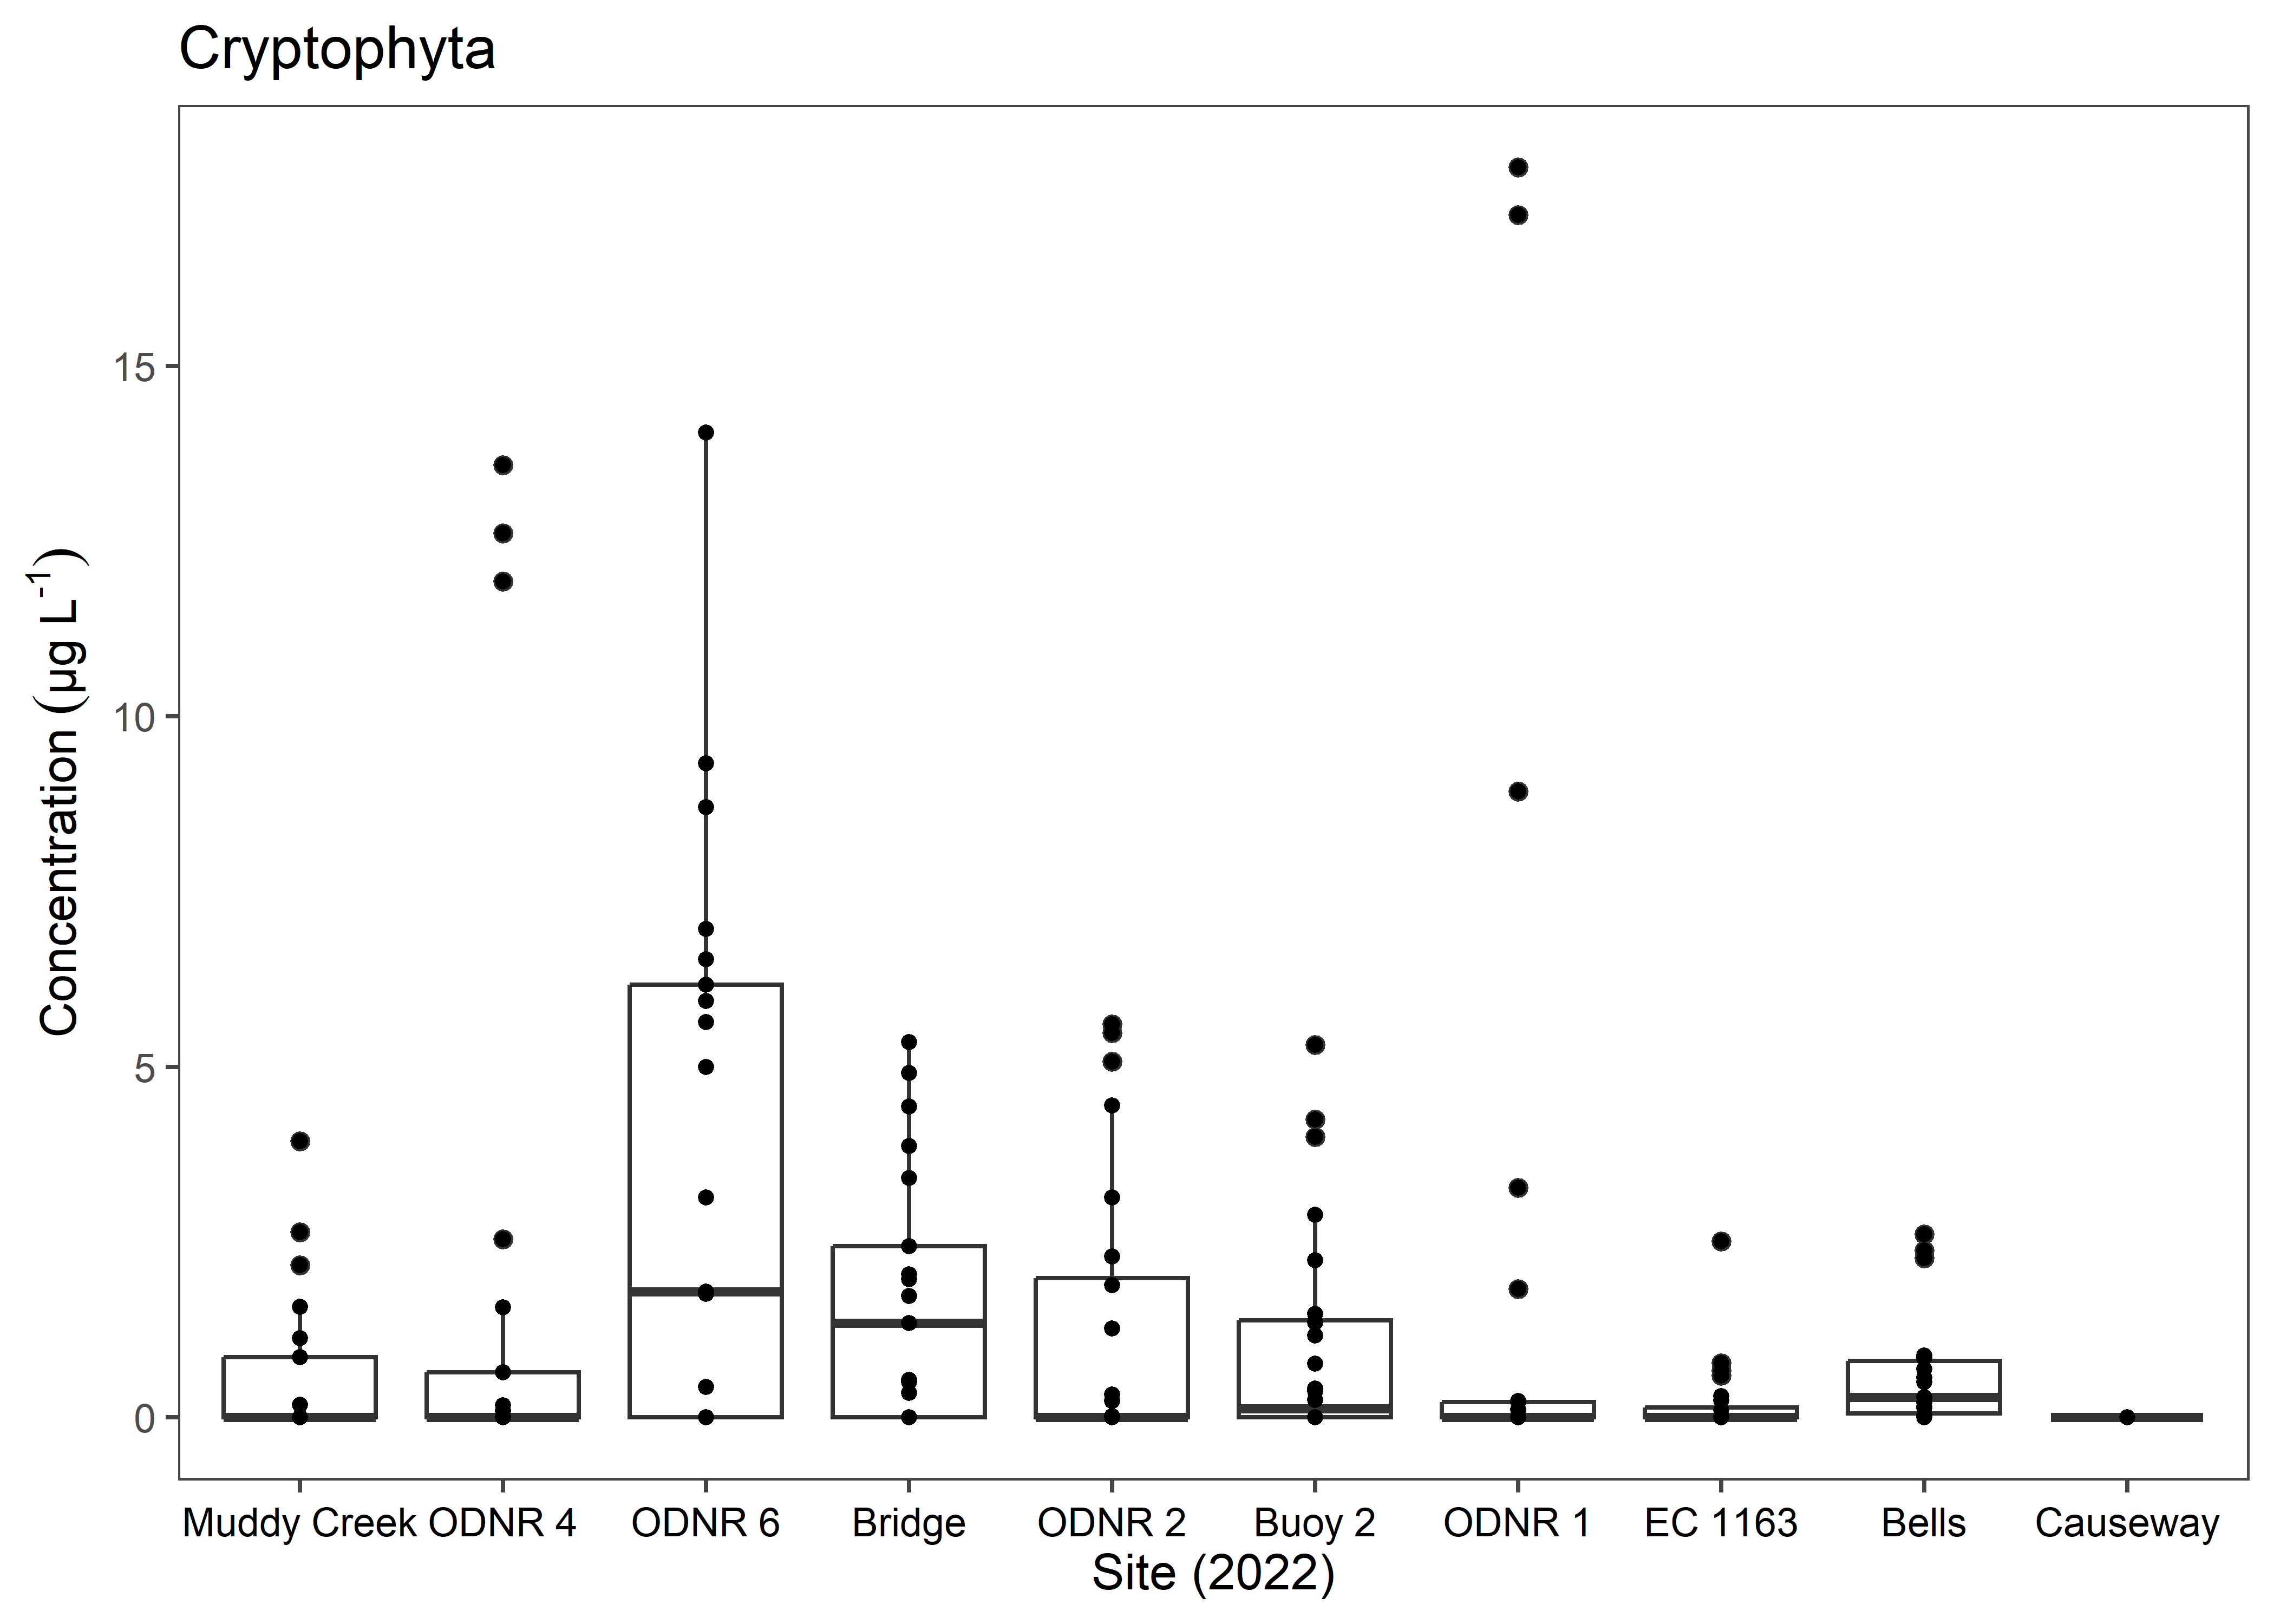 Cryptophyta
Concentration (µg L⁻¹)
15
10
5
0
Muddy Creek ODNR 4 ODNR 6 Bridge ODNR 2 Buoy 2 ODNR 1 EC 1163 Bells Causeway
Site (2022)